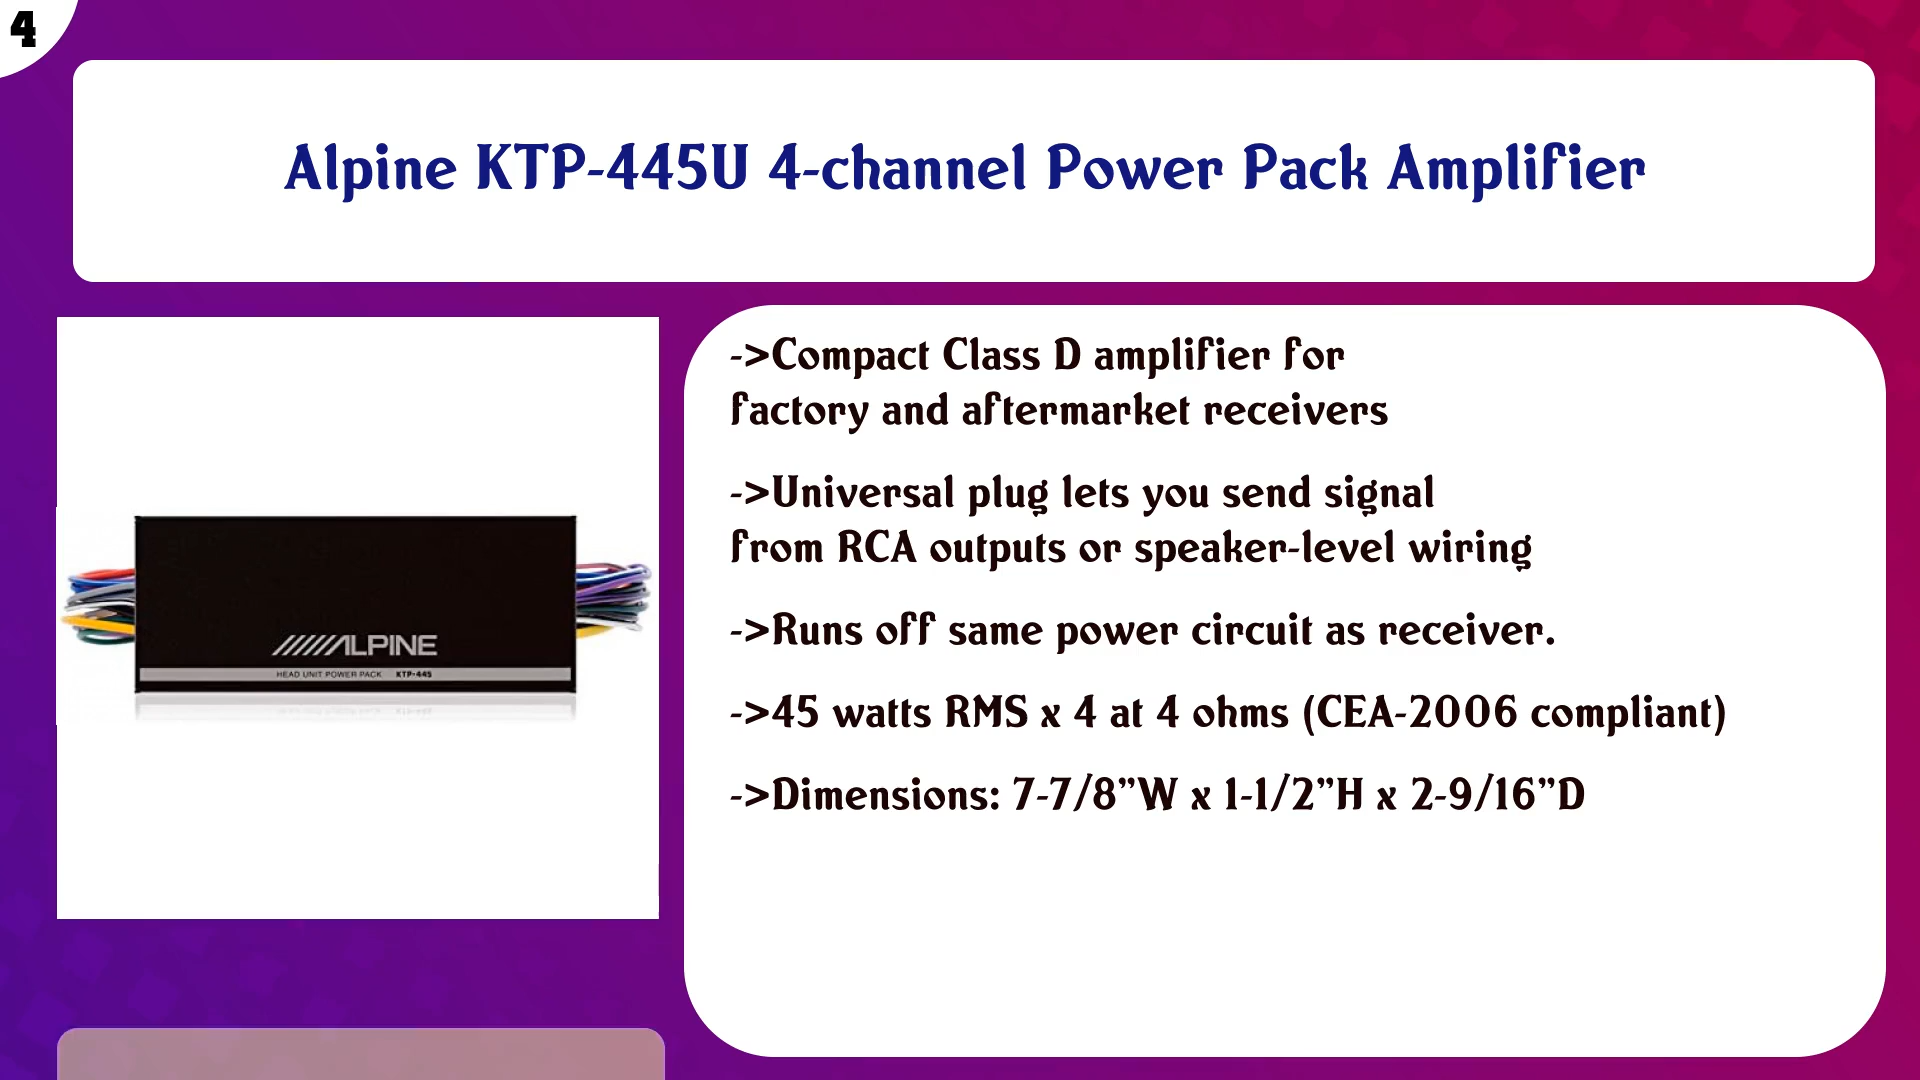 4
Alpine KTP-445U 4-channel Power Pack Amplifier
->Compact Class D amplifier for
factory and aftermarket receivers
->Universal plug lets you send signal
from RCA outputs or speaker-level wiring
->Runs off same power circuit as receiver.
->45 watts RMS x 4 at 4 ohms (CEA-2006 compliant)
->Dimensions: 7-7/8”W x 1-1/2”H x 2-9/16”D
ALPINE
HEAD UNIT POWER PACK KTP-445